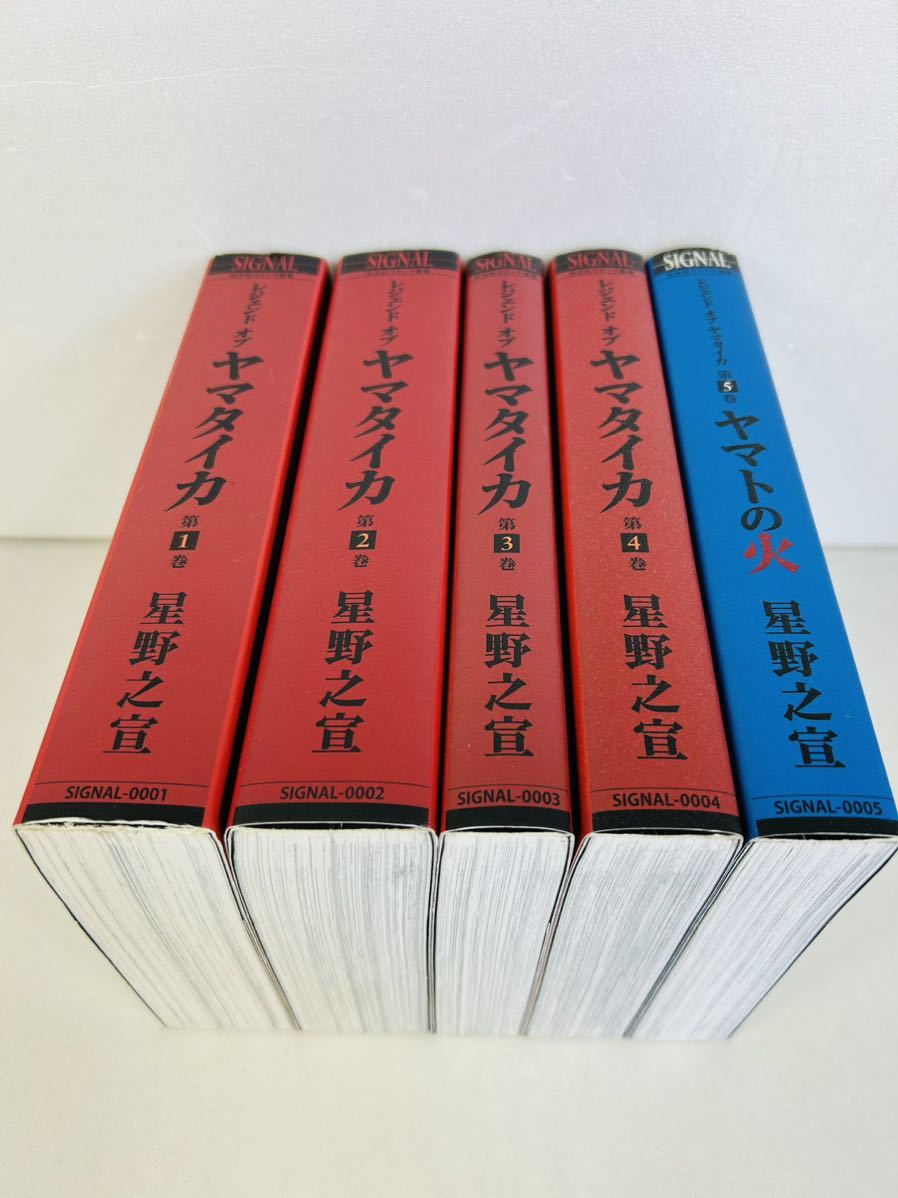 SIGNAL
レジェンド オブ
ヤマタイカ
第1巻
星野之宣
SIGNAL-0001
SIGNAL
レジェンド オブ
ヤマタイカ
第2巻
星野之宣
SIGNAL-0002
SIGNAL
レジェンド オブ
ヤマタイカ
第3巻
星野之宣
SIGNAL-0003
SIGNAL
レジェンド オブ
ヤマタイカ
第4巻
星野之宣
SIGNAL-0004
SIGNAL
レジェンド オブ ヤマタイカ 第5巻
ヤマトの火
星野之宣
SIGNAL-0005